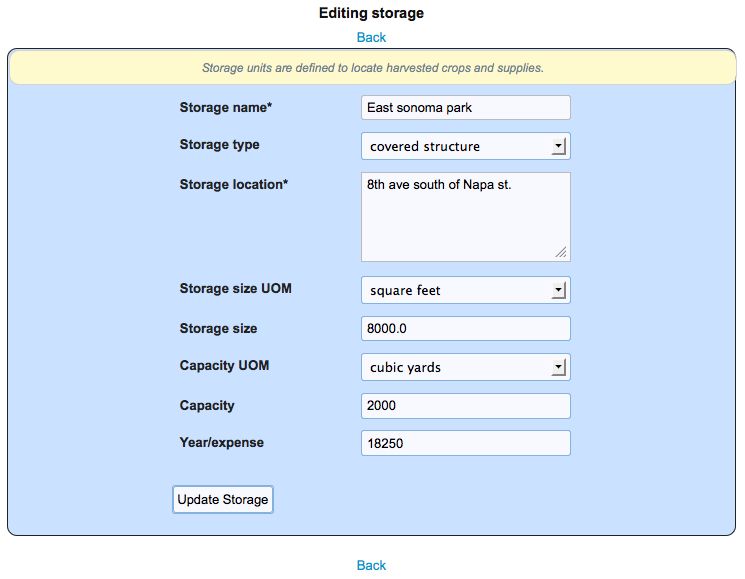 Editing storage
Back
Storage units are defined to locate harvested crops and supplies.
Storage name* East sonoma park
Storage type covered structure
Storage location* 8th ave south of Napa st.
Storage size UOM square feet
Storage size 8000.0
Capacity UOM cubic yards
Capacity 2000
Year/expense 18250
Update Storage
Back